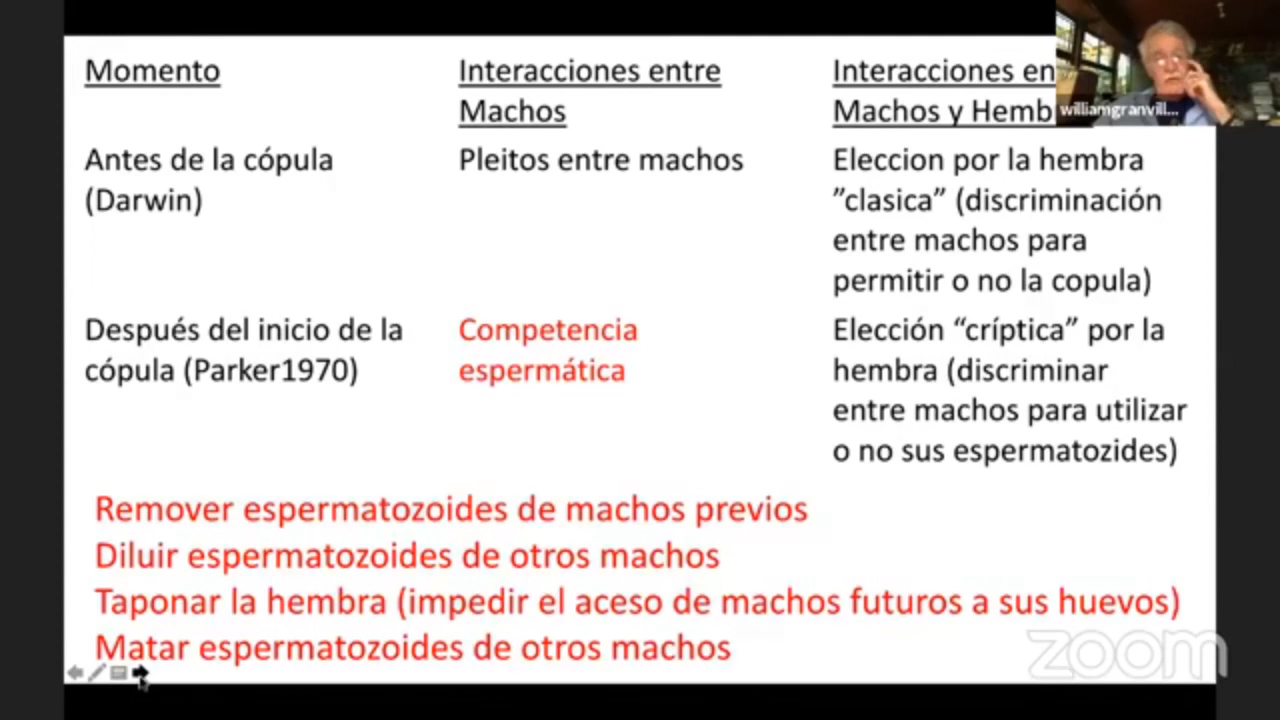 Momento
Interacciones entre
Machos
Interacciones en
Machos y Hemb
Antes de la cópula
(Darwin)
Pleitos entre machos
Eleccion por la hembra
”clasica” (discriminación
entre machos para
permitir o no la copula)
Después del inicio de la
cópula (Parker1970)
Competencia
espermática
Elección “críptica” por la
hembra (discriminar
entre machos para utilizar
o no sus espermatozides)
Remover espermatozoides de machos previos
Diluir espermatozoides de otros machos
Taponar la hembra (impedir el aceso de machos futuros a sus huevos)
Matar espermatozoides de otros machos
williamgranvill...
zoom